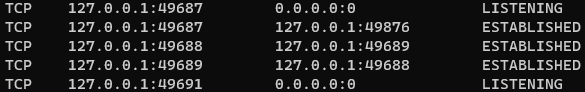 TCP    127.0.0.1:49687        0.0.0.0:0              LISTENING
TCP    127.0.0.1:49687        127.0.0.1:49876        ESTABLISHED
TCP    127.0.0.1:49688        127.0.0.1:49689        ESTABLISHED
TCP    127.0.0.1:49689        127.0.0.1:49688        ESTABLISHED
TCP    127.0.0.1:49691        0.0.0.0:0              LISTENING